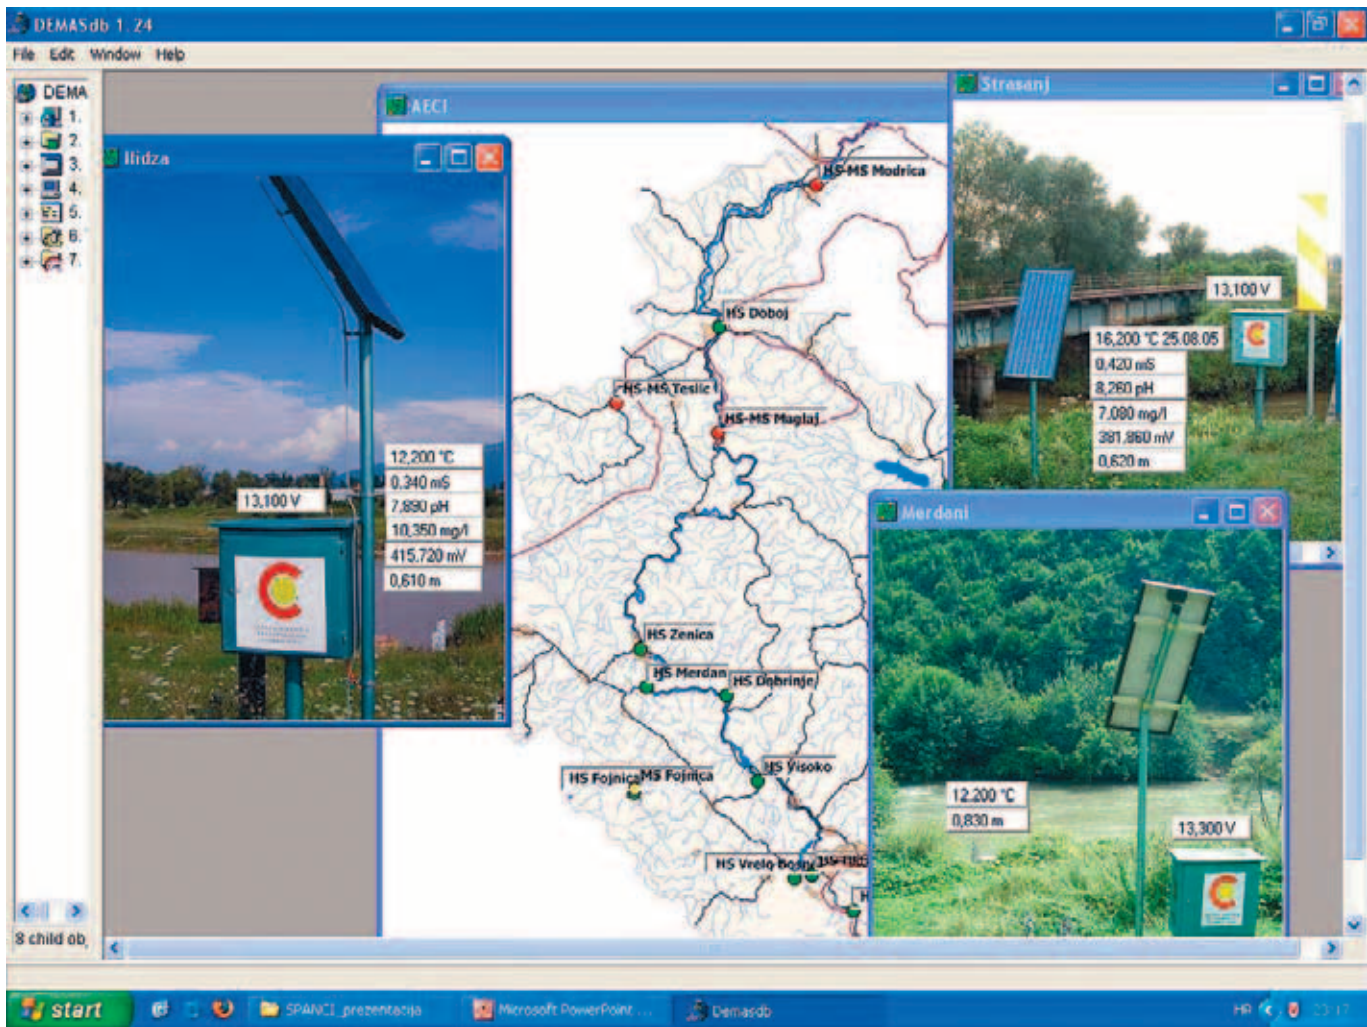 DEMASdb 1.24
File Edit Window Help
DEMA
1.
2.
3.
4.
5.
6.
7.
8 child ob,
Ilidza
13,100 V
12,200 °C
0.340 mS
7,890 pH
10,350 mg/l
415,720 mV
0,610 m
AECI
HS-MS Modrica
HS Doboj
HS-MS Teslic
HS-MS Maglaj
HS Zenica
HS Merdan
HS Dobrinje
HS Visoko
HS Fojnica
MS Fojnica
HS Vrelo Bosn
Strasanj
13,100 V
16,200 °C 25.08.05
0,420 mS
8,260 pH
7,080 mg/l
381,860 mV
0,620 m
Merdani
12,200 °C
0,830 m
13,300 V
start
SPANCI_prezentacija
Microsoft PowerPoint ...
Demasdb
HR
23:17